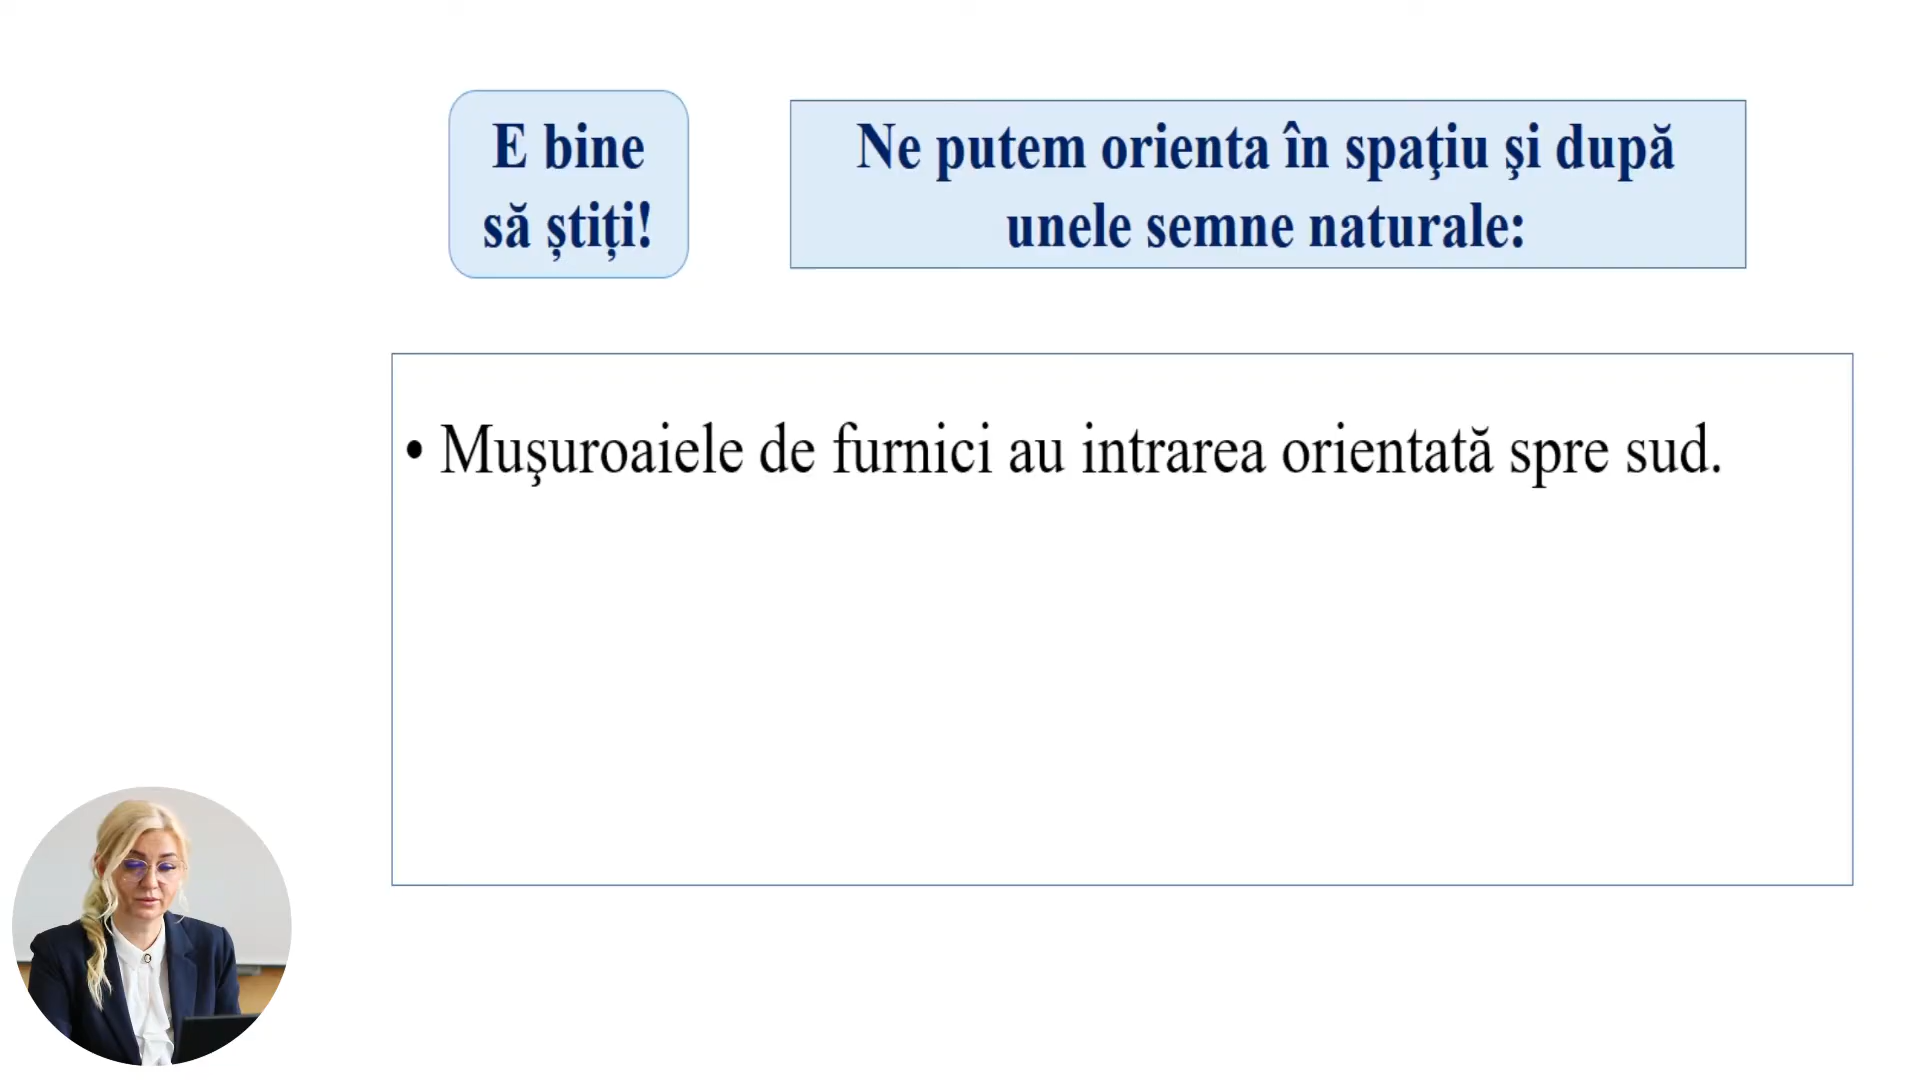 E bine
să știți!
Ne putem orienta în spaţiu şi după
unele semne naturale:
• Muşuroaiele de furnici au intrarea orientată spre sud.